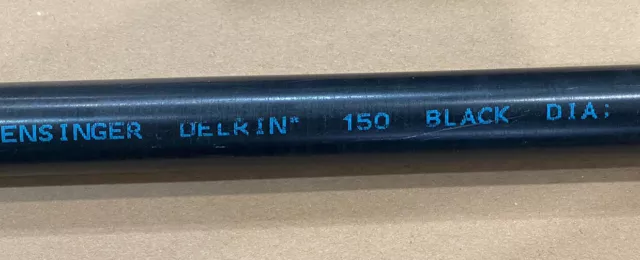 ENSINGER DELRIN® 150 BLACK DIA: